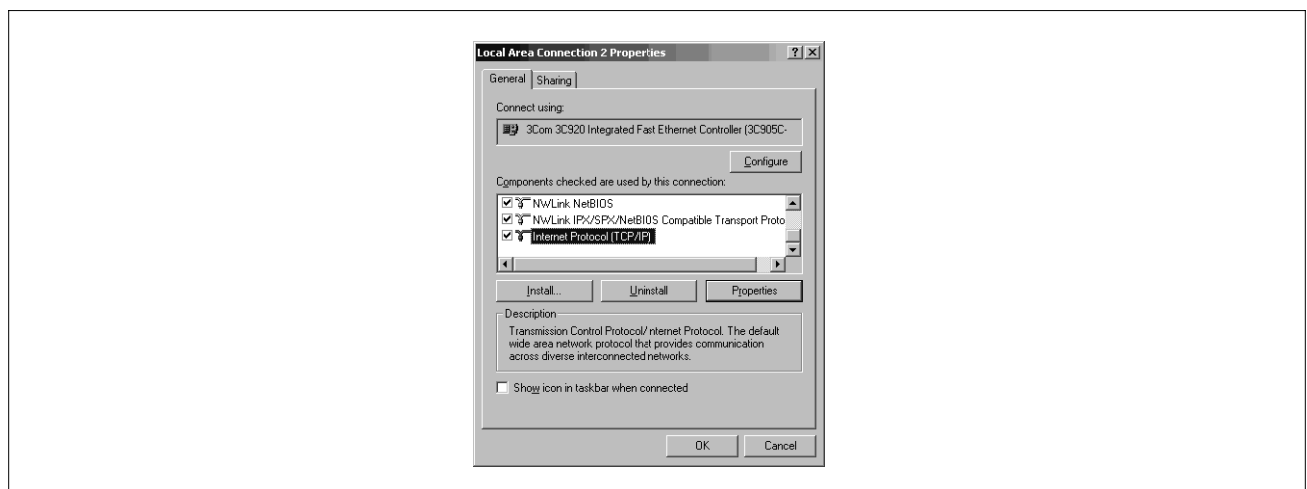 Local Area Connection 2 Properties
General
Sharing
Connect using:
3Com 3C920 Integrated Fast Ethernet Controller (3C905C-
Configure
Components checked are used by this connection:
NWLink NetBIOS
NWLink IPX/SPX/NetBIOS Compatible Transport Proto
Internet Protocol (TCP/IP)
Install...
Uninstall
Properties
Description
Transmission Control Protocol/ nternet Protocol. The default
wide area network protocol that provides communication
across diverse interconnected networks.
Show icon in taskbar when connected
OK
Cancel